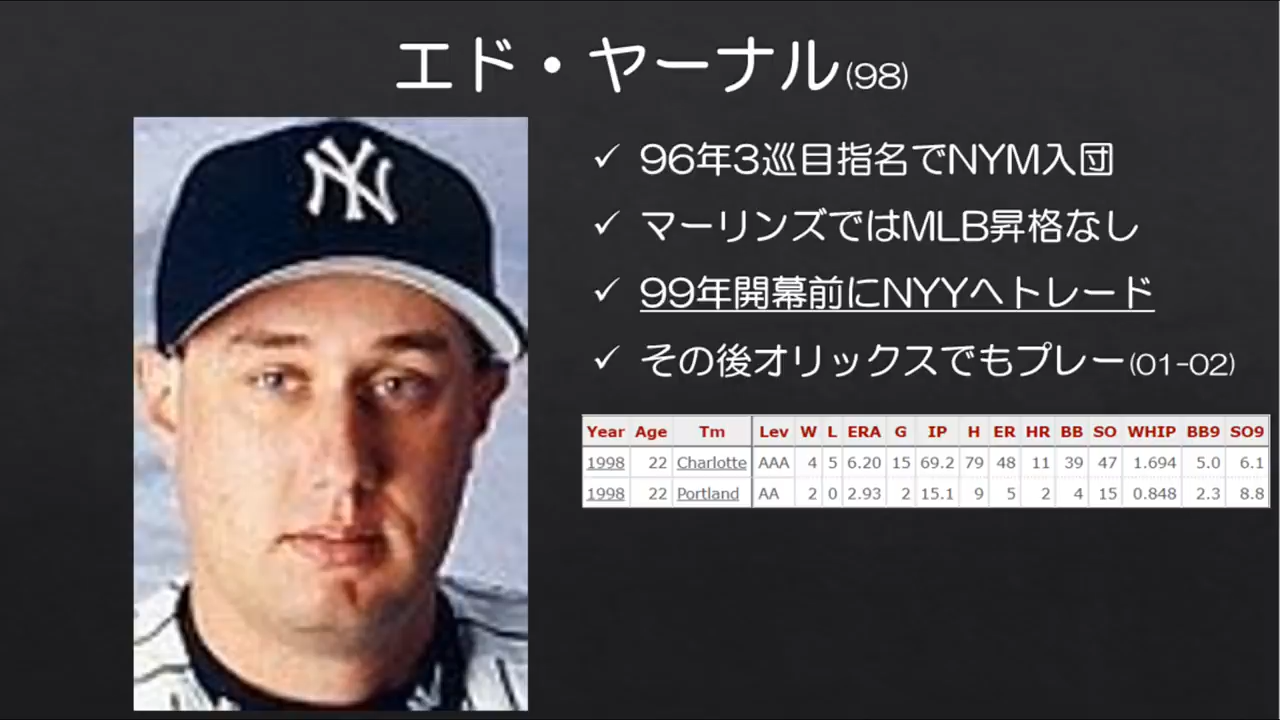 エド・ヤーナル(98)
NY
✓ 96年3巡目指名でNYM入団
✓ マーリンズではMLB昇格なし
✓ 99年開幕前にNYYへトレード
✓ その後オリックスでもプレー(01-02)
Year Age Tm Lev W L ERA G IP H ER HR BB SO WHIP BB9 SO9
1998 22 Charlotte AAA 4 5 6.20 15 69.2 79 48 11 39 47 1.694 5.0 6.1
1998 22 Portland AA 2 0 2.93 2 15.1 9 5 2 4 15 0.848 2.3 8.8